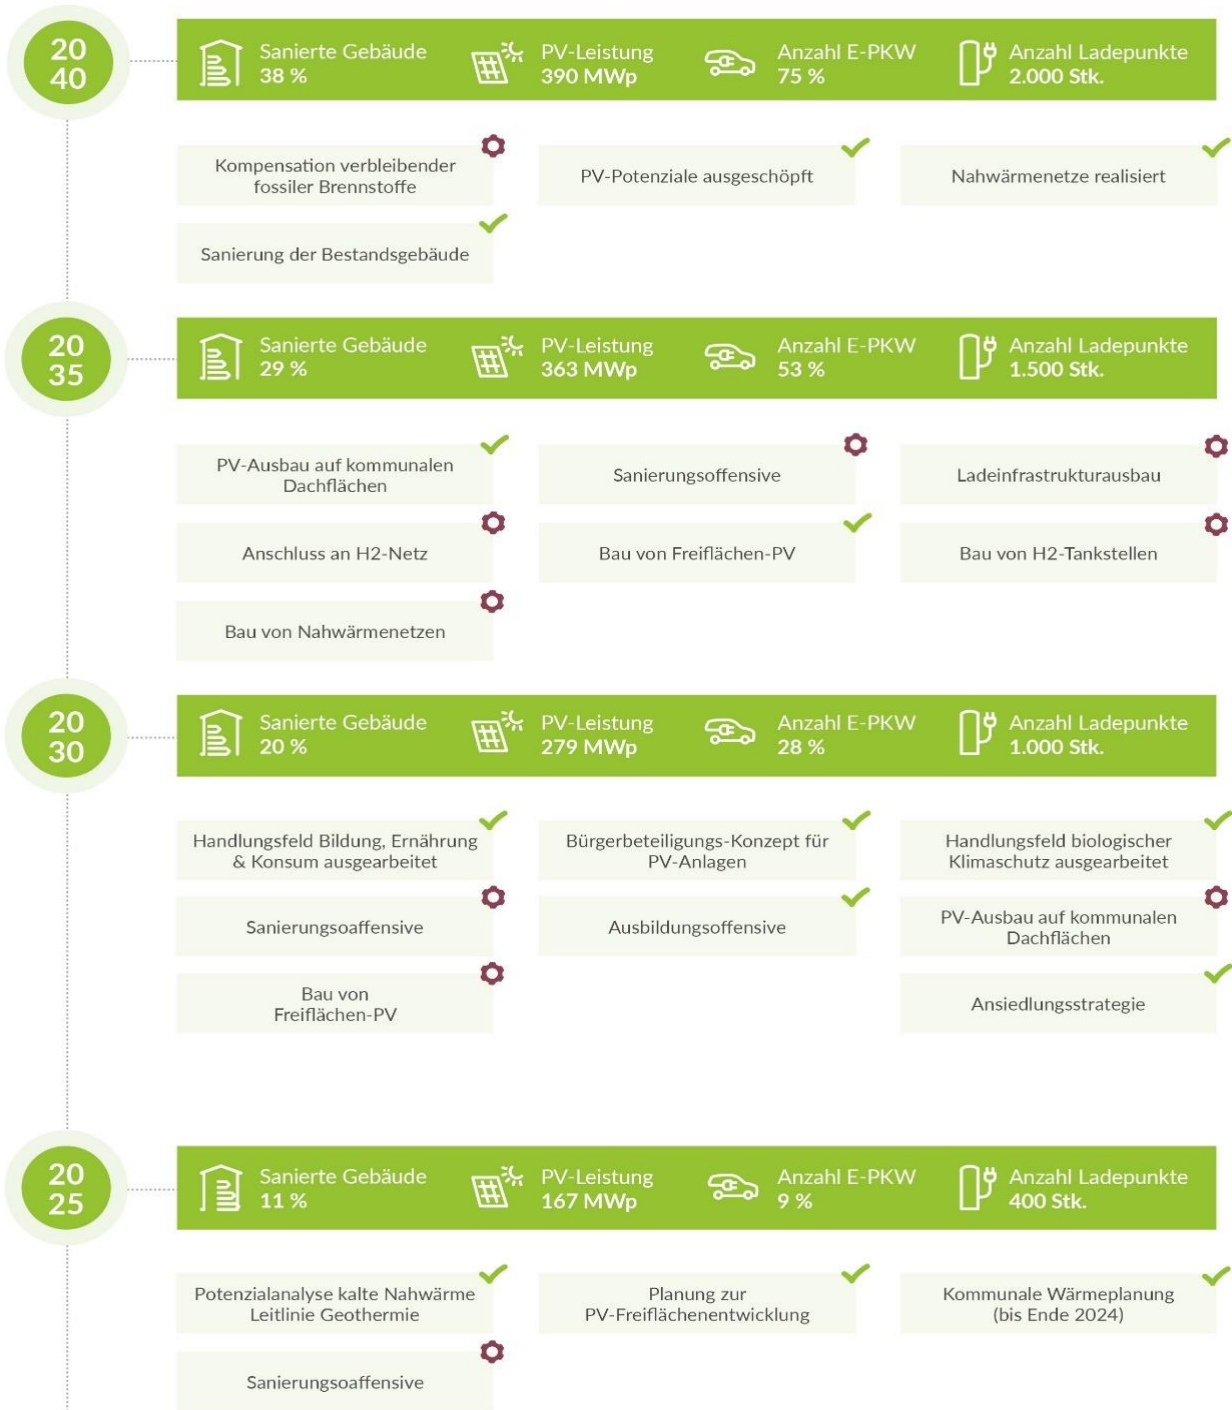 20
40
Sanierte Gebäude
38 %
PV-Leistung
390 MWp
Anzahl E-PKW
75 %
Anzahl Ladepunkte
2.000 Stk.
Kompensation verbleibender
fossiler Brennstoffe
PV-Potenziale ausgeschöpft
Nahwärmenetze realisiert
Sanierung der Bestandsgebäude
20
35
Sanierte Gebäude
29 %
PV-Leistung
363 MWp
Anzahl E-PKW
53 %
Anzahl Ladepunkte
1.500 Stk.
PV-Ausbau auf kommunalen
Dachflächen
Sanierungsoffensive
Ladeinfrastrukturausbau
Anschluss an H2-Netz
Bau von Freiflächen-PV
Bau von H2-Tankstellen
Bau von Nahwärmenetzen
20
30
Sanierte Gebäude
20 %
PV-Leistung
279 MWp
Anzahl E-PKW
28 %
Anzahl Ladepunkte
1.000 Stk.
Handlungsfeld Bildung, Ernährung
& Konsum ausgearbeitet
Bürgerbeteiligungs-Konzept für
PV-Anlagen
Handlungsfeld biologischer
Klimaschutz ausgearbeitet
Sanierungsoaffensive
Ausbildungsoffensive
PV-Ausbau auf kommunalen
Dachflächen
Bau von
Freiflächen-PV
Ansiedlungsstrategie
20
25
Sanierte Gebäude
11 %
PV-Leistung
167 MWp
Anzahl E-PKW
9 %
Anzahl Ladepunkte
400 Stk.
Potenzialanalyse kalte Nahwärme
Leitlinie Geothermie
Planung zur
PV-Freiflächenentwicklung
Kommunale Wärmeplanung
(bis Ende 2024)
Sanierungsoaffensive